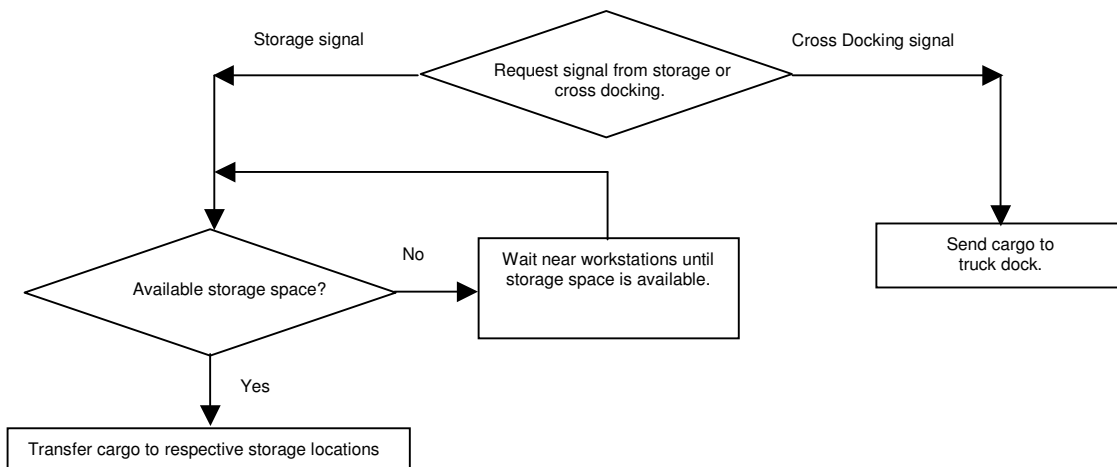 Storage signal
Cross Docking signal
Request signal from storage or
cross docking.
No
Wait near workstations until
storage space is available.
Send cargo to
truck dock.
Available storage space?
Yes
Transfer cargo to respective storage locations